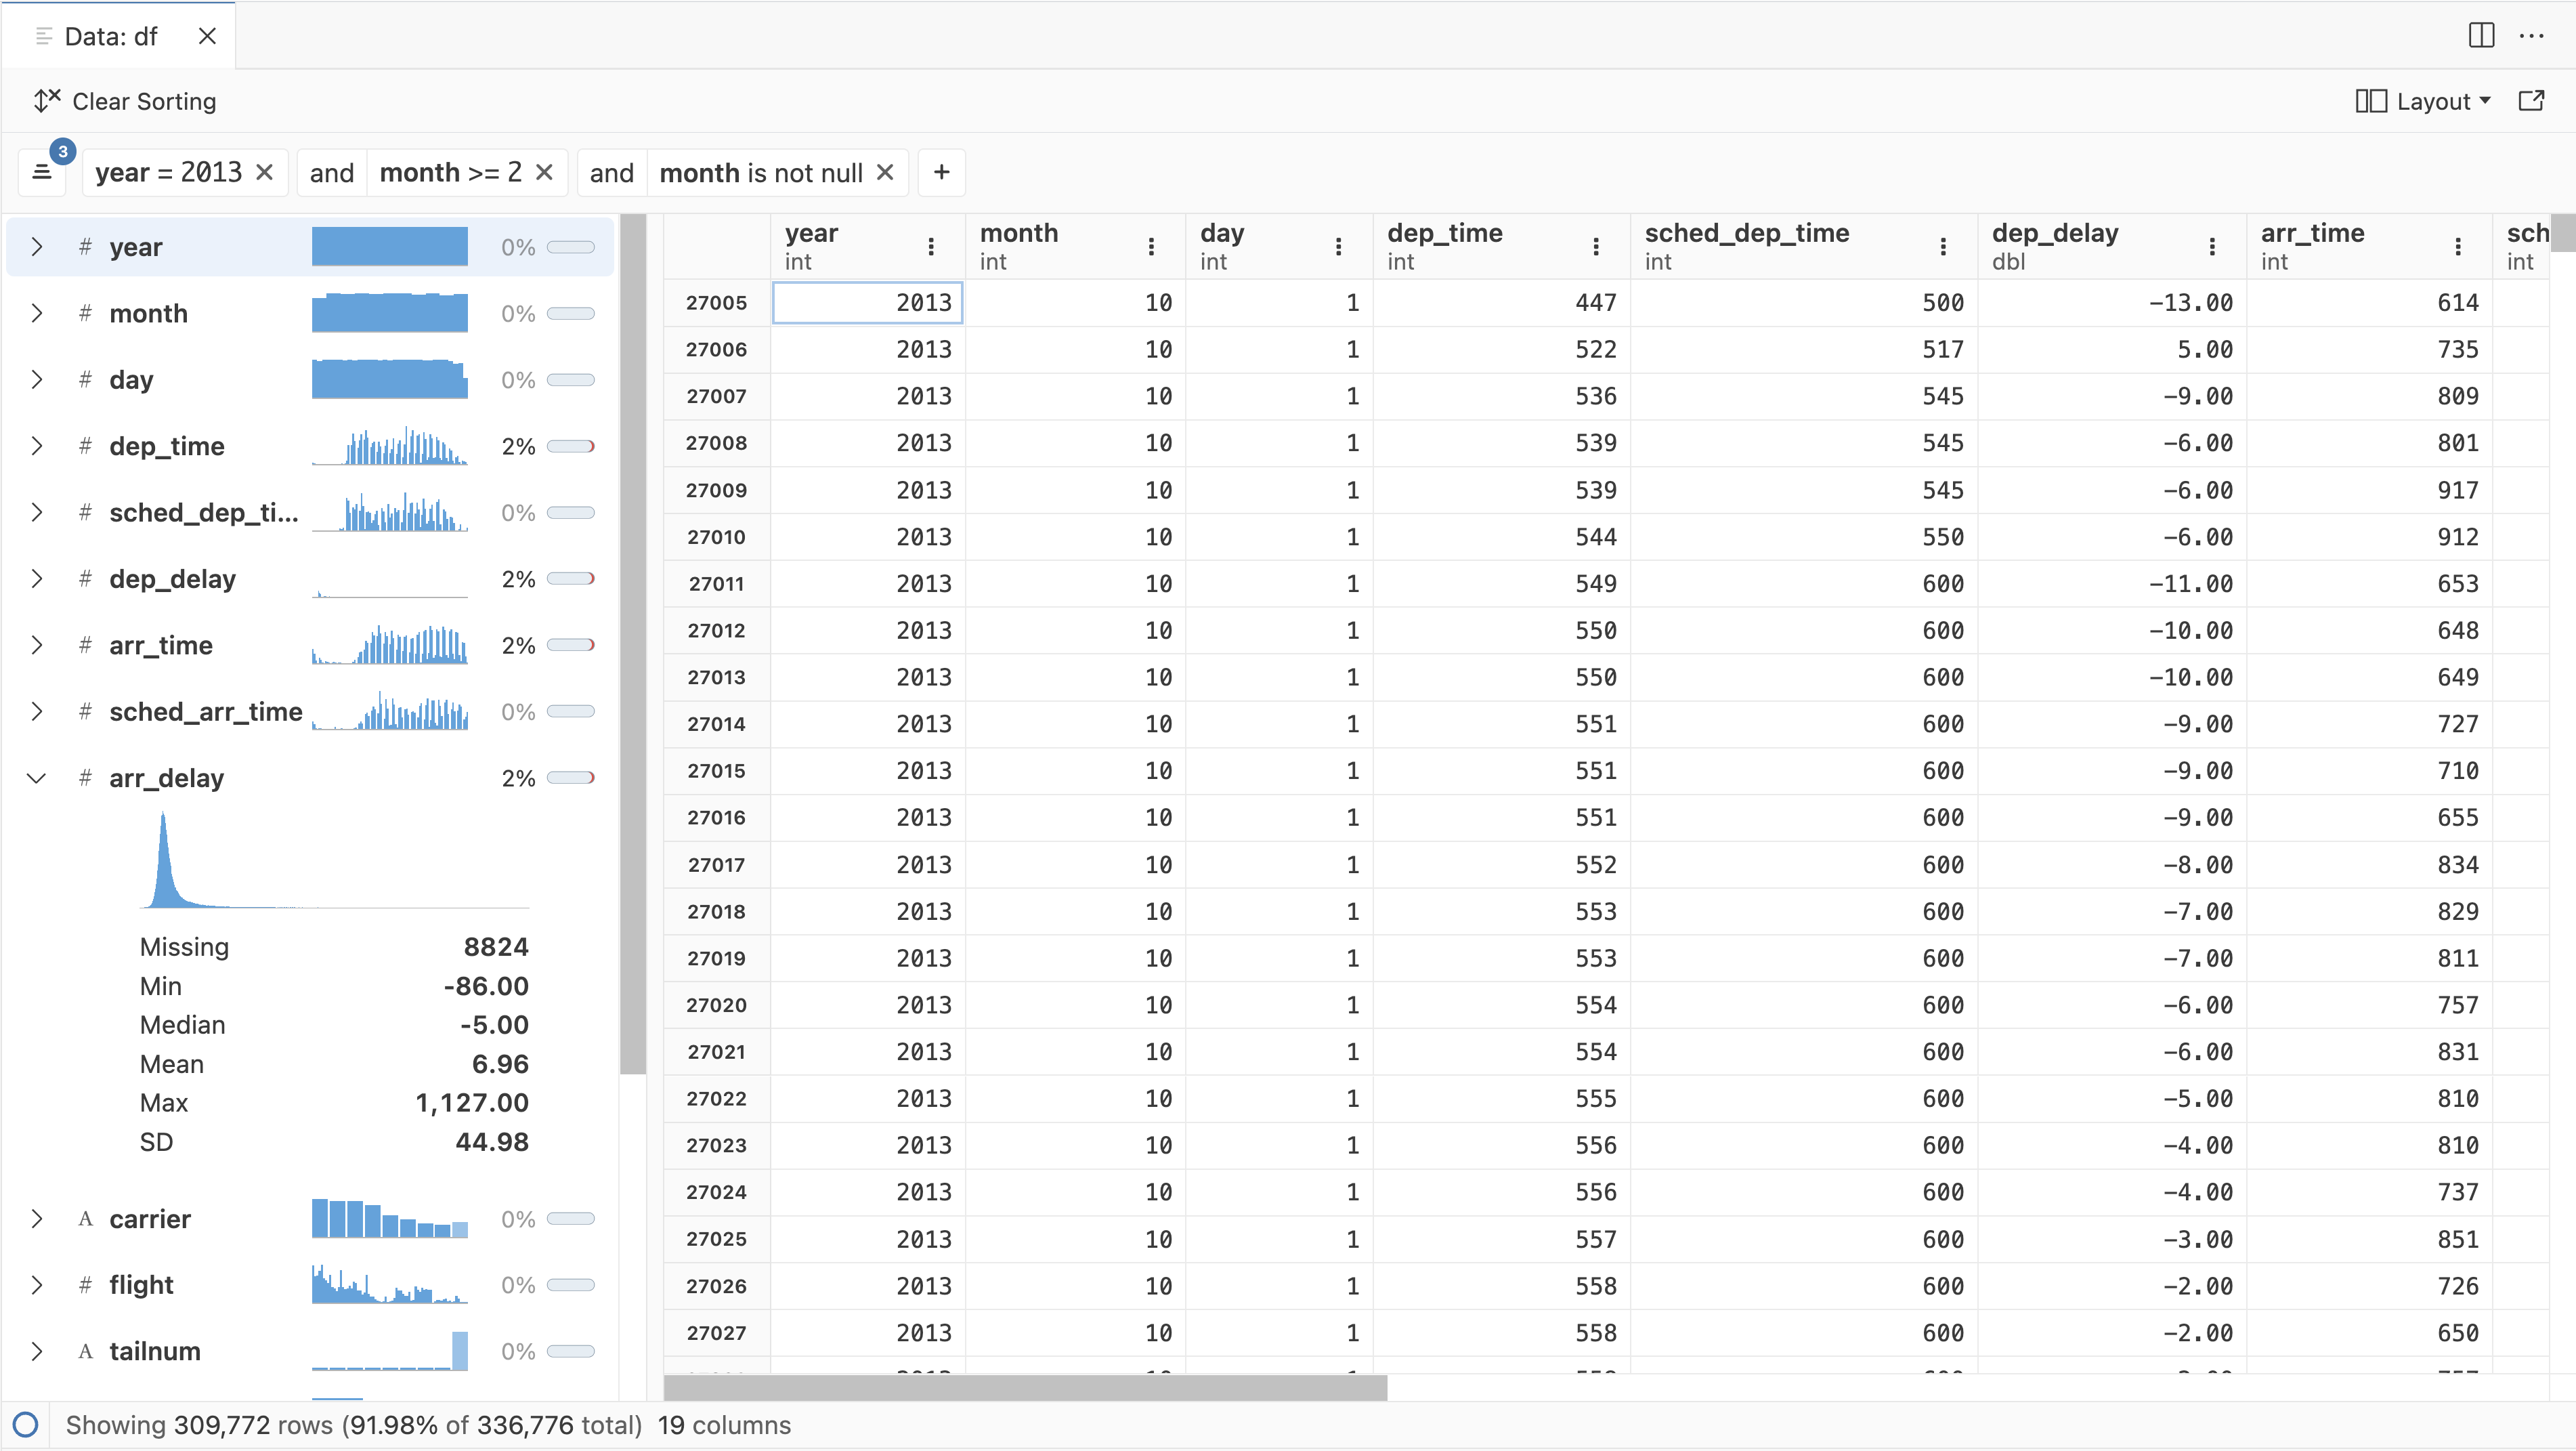 Data: df
Clear Sorting
Layout
3
year = 2013 and month >= 2 and month is not null
# year 0%
# month 0%
# day 0%
# dep_time 2%
# sched_dep_ti... 0%
# dep_delay 2%
# arr_time 2%
# sched_arr_time 0%
# arr_delay 2%
Missing 8824
Min -86.00
Median -5.00
Mean 6.96
Max 1,127.00
SD 44.98
A carrier 0%
# flight 0%
A tailnum 0%
year month day dep_time sched_dep_time dep_delay arr_time sch
int int int int int dbl int int
27005 2013 10 1 447 500 −13.00 614
27006 2013 10 1 522 517 5.00 735
27007 2013 10 1 536 545 −9.00 809
27008 2013 10 1 539 545 −6.00 801
27009 2013 10 1 539 545 −6.00 917
27010 2013 10 1 544 550 −6.00 912
27011 2013 10 1 549 600 −11.00 653
27012 2013 10 1 550 600 −10.00 648
27013 2013 10 1 550 600 −10.00 649
27014 2013 10 1 551 600 −9.00 727
27015 2013 10 1 551 600 −9.00 710
27016 2013 10 1 551 600 −9.00 655
27017 2013 10 1 552 600 −8.00 834
27018 2013 10 1 553 600 −7.00 829
27019 2013 10 1 553 600 −7.00 811
27020 2013 10 1 554 600 −6.00 757
27021 2013 10 1 554 600 −6.00 831
27022 2013 10 1 555 600 −5.00 810
27023 2013 10 1 556 600 −4.00 810
27024 2013 10 1 556 600 −4.00 737
27025 2013 10 1 557 600 −3.00 851
27026 2013 10 1 558 600 −2.00 726
27027 2013 10 1 558 600 −2.00 650
Showing 309,772 rows (91.98% of 336,776 total) 19 columns